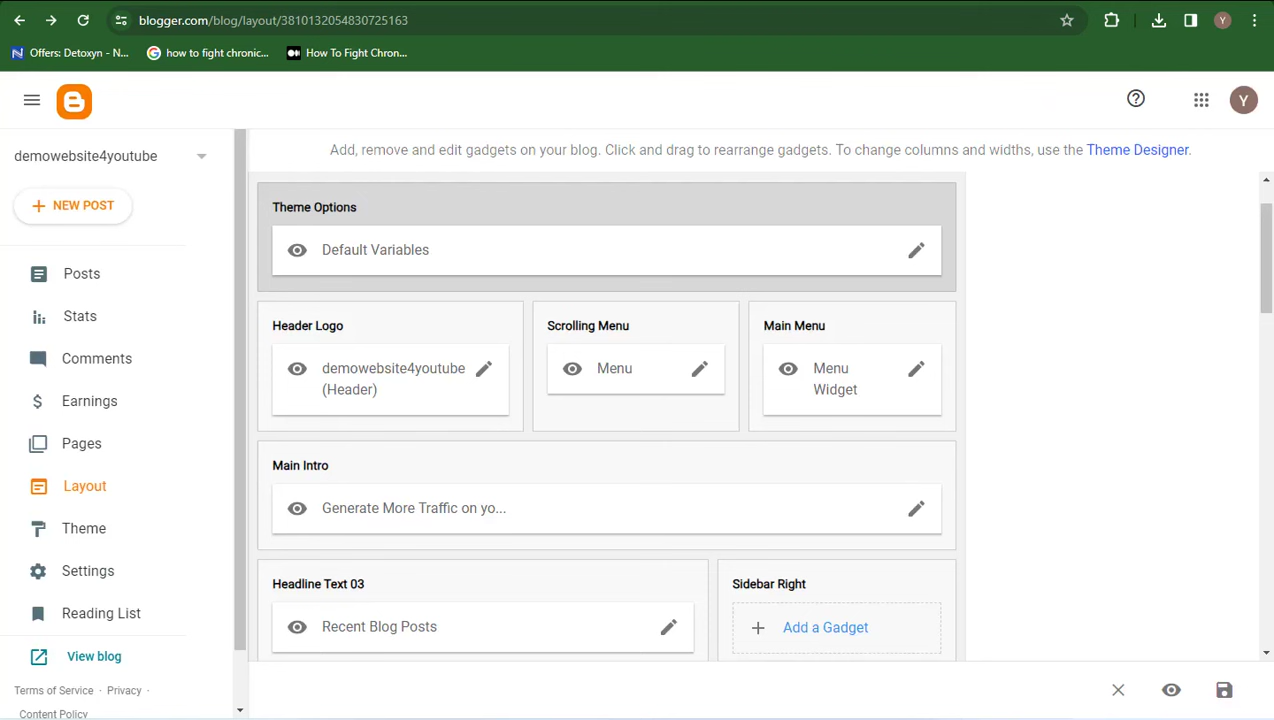 blogger.com/blog/layout/3810132054830725163
Y
Offers: Detoxyn - N...
how to fight chronic...
How To Fight Chron...
Y
demowebsite4youtube
Add, remove and edit gadgets on your blog. Click and drag to rearrange gadgets. To change columns and widths, use the Theme Designer.
NEW POST
Posts
Stats
Comments
Earnings
Pages
Layout
Theme
Settings
Reading List
View blog
Terms of Service · Privacy ·
Content Policy
Theme Options
Default Variables
Header Logo
demowebsite4youtube
(Header)
Scrolling Menu
Menu
Main Menu
Menu
Widget
Main Intro
Generate More Traffic on yo...
Headline Text 03
Recent Blog Posts
Sidebar Right
Add a Gadget